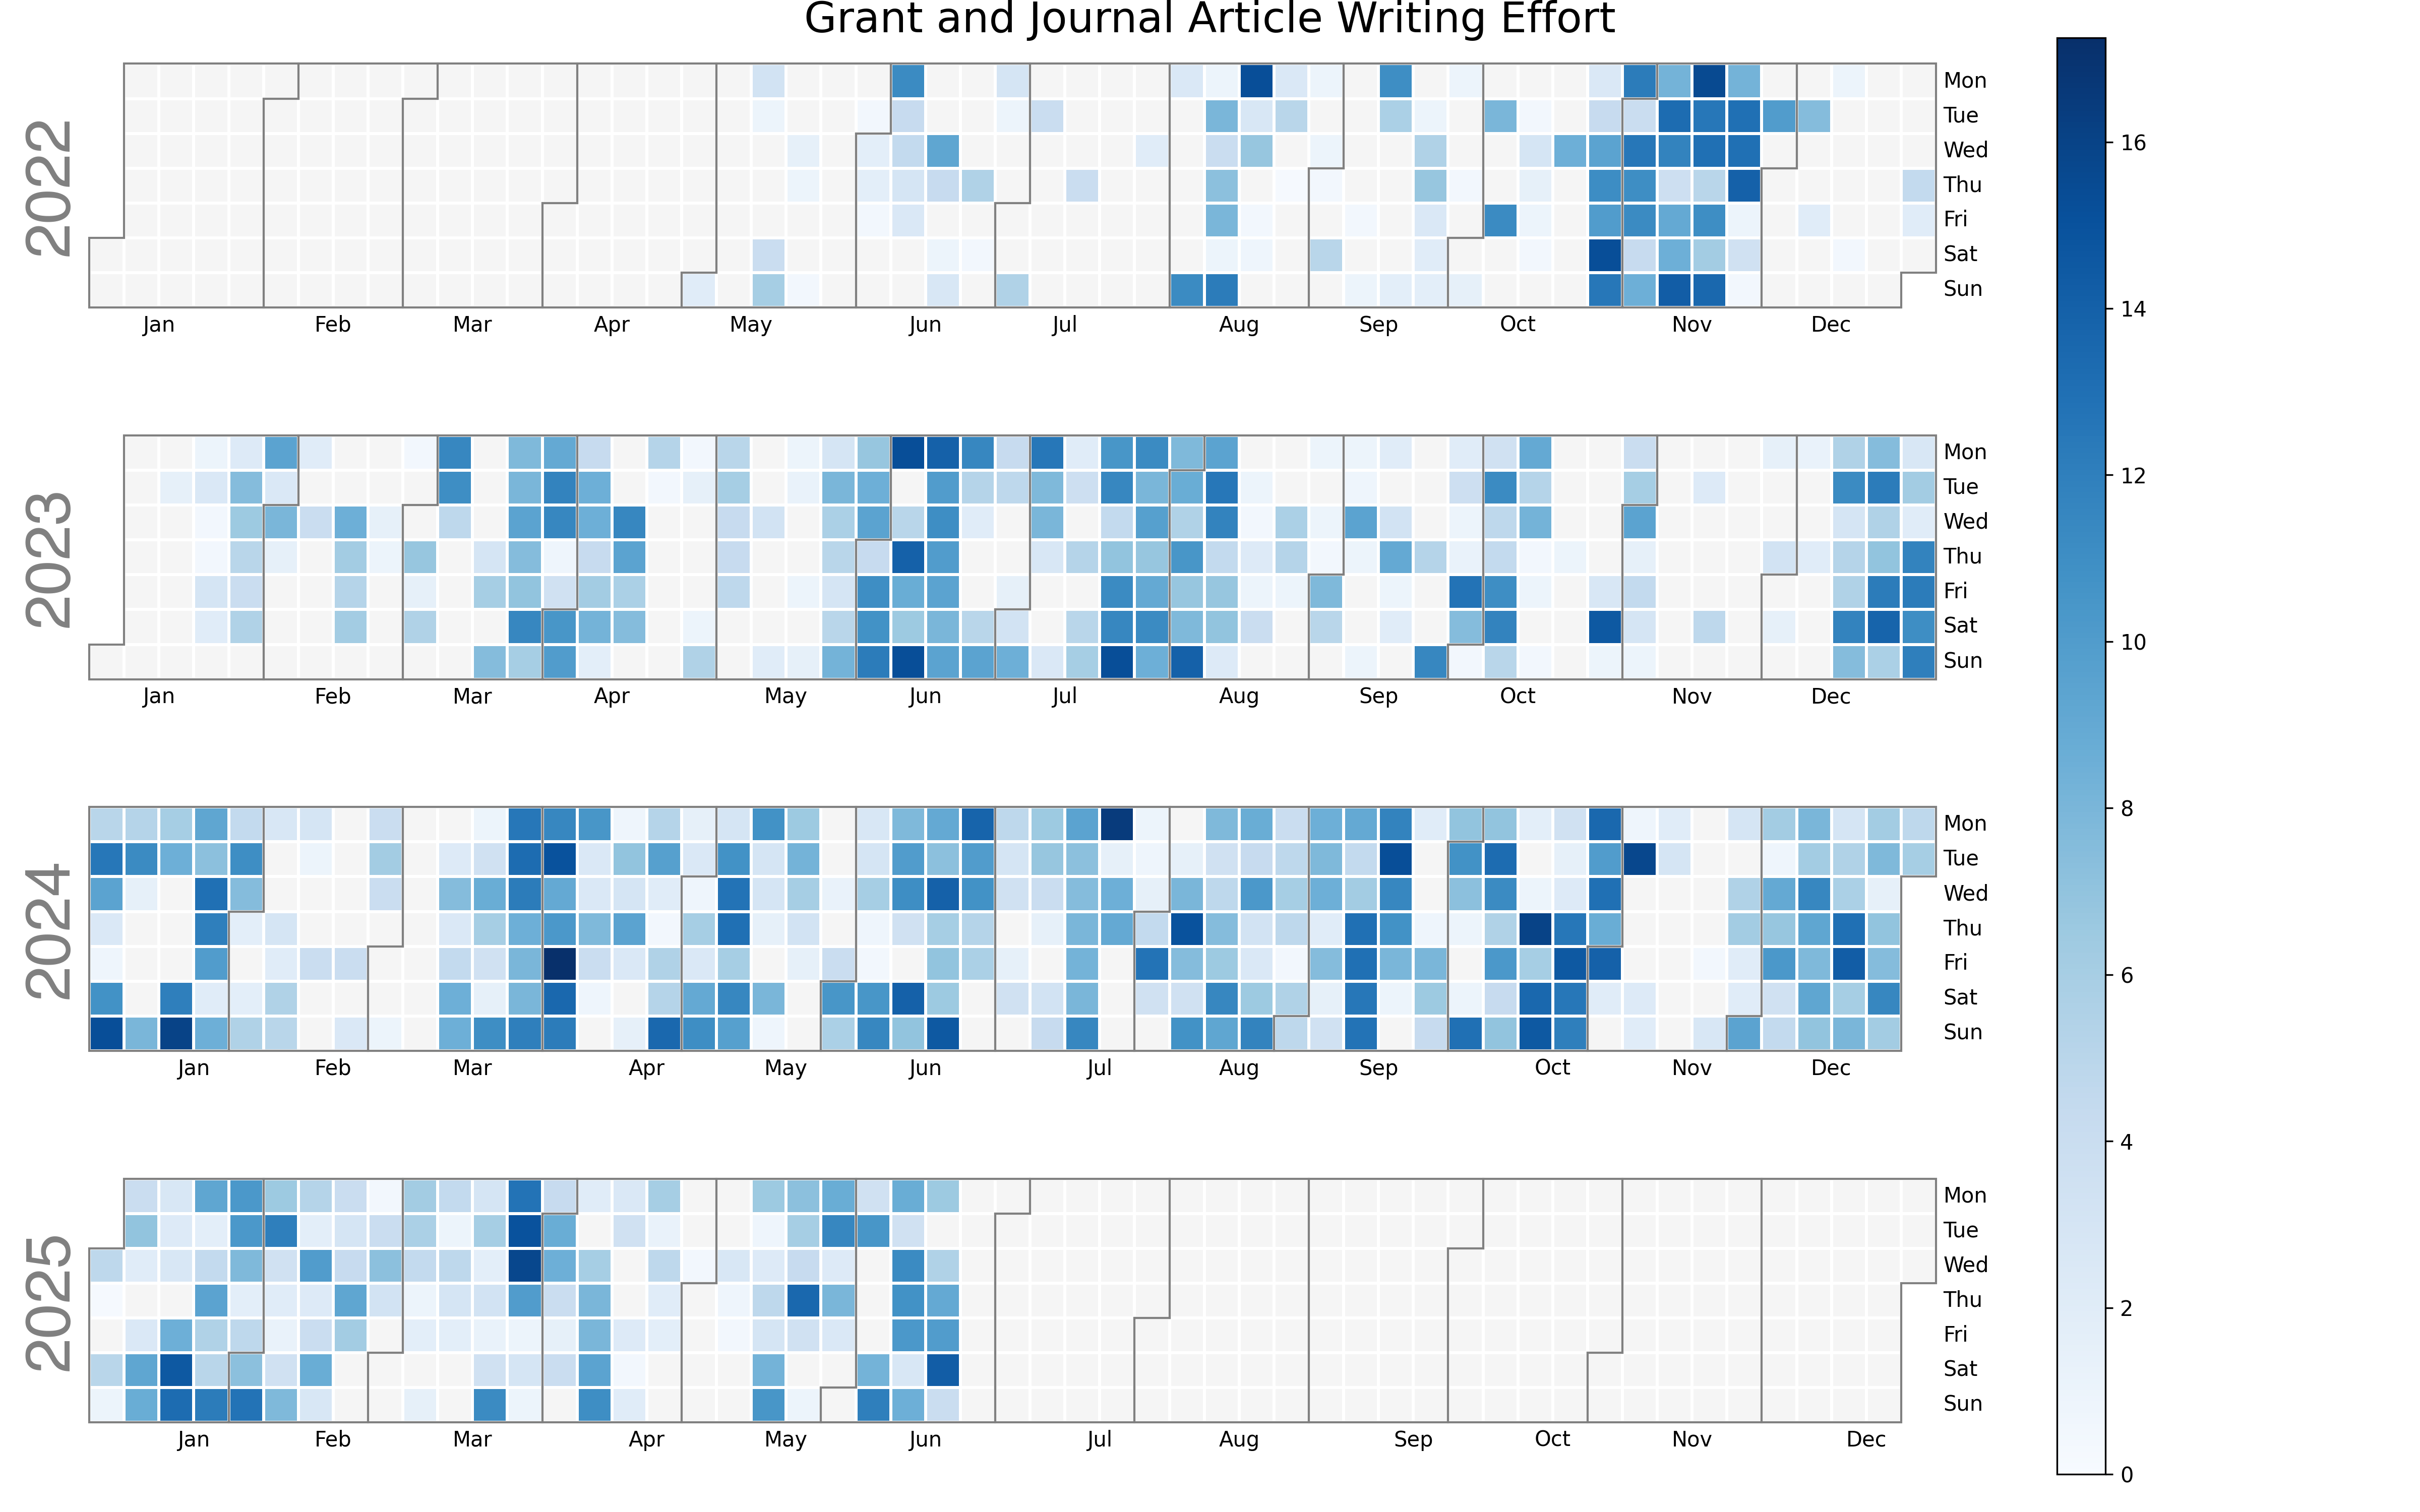 Grant and Journal Article Writing Effort
2022
Mon
Tue
Wed
Thu
Fri
Sat
Sun
Jan Feb Mar Apr May Jun Jul Aug Sep Oct Nov Dec
2023
Mon
Tue
Wed
Thu
Fri
Sat
Sun
Jan Feb Mar Apr May Jun Jul Aug Sep Oct Nov Dec
2024
Mon
Tue
Wed
Thu
Fri
Sat
Sun
Jan Feb Mar Apr May Jun Jul Aug Sep Oct Nov Dec
2025
Mon
Tue
Wed
Thu
Fri
Sat
Sun
Jan Feb Mar Apr May Jun Jul Aug Sep Oct Nov Dec
16
14
12
10
8
6
4
2
0